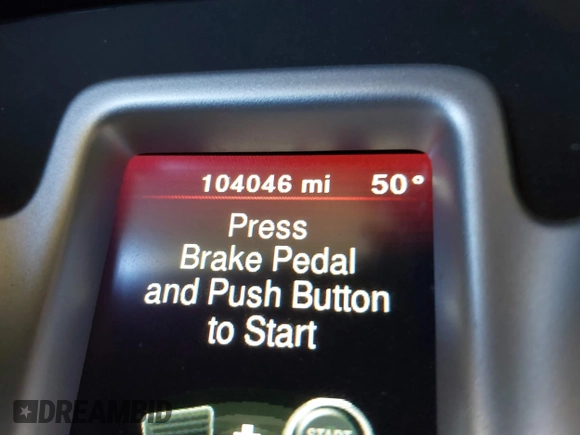 104046 mi 50°
Press
Brake Pedal
and Push Button
to Start
+ START
DREAMBID